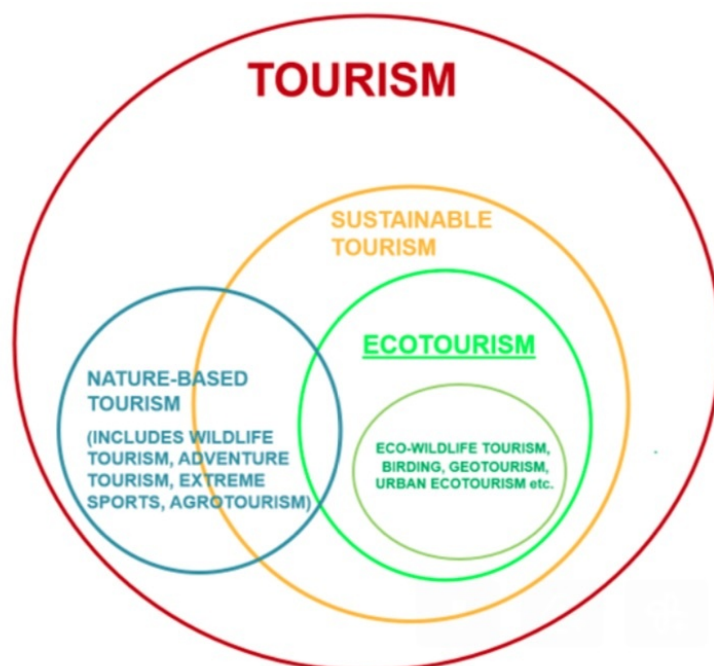 TOURISM
SUSTAINABLE
TOURISM
ECOTOURISM
NATURE-BASED
TOURISM
(INCLUDES WILDLIFE
TOURISM, ADVENTURE
TOURISM, EXTREME
SPORTS, AGROTOURISM)
ECO-WILDLIFE TOURISM,
BIRDING, GEOTOURISM,
URBAN ECOTOURISM etc.